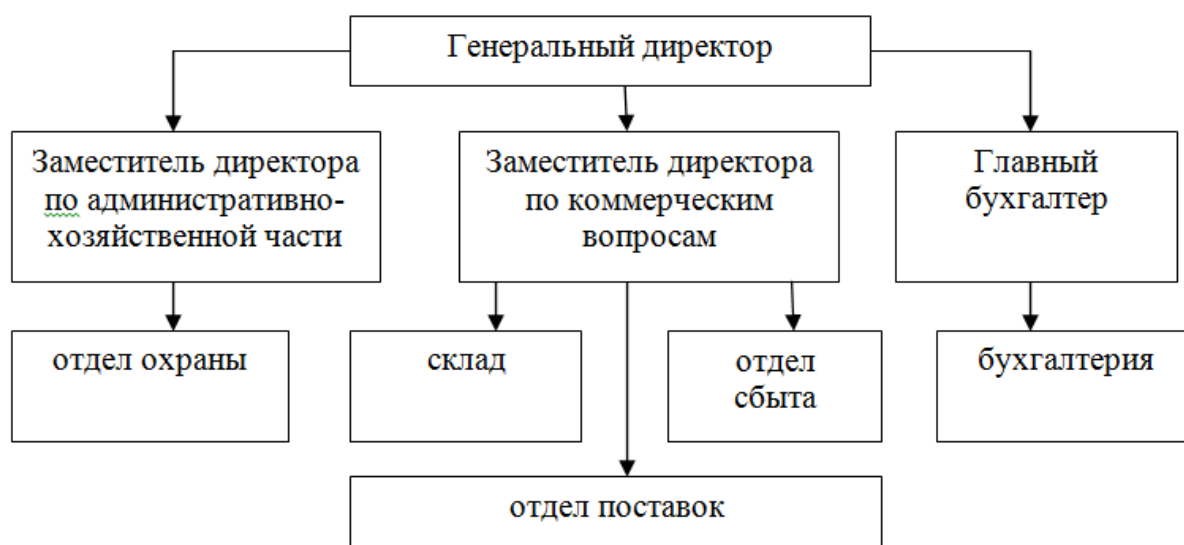 Генеральный директор
Заместитель директора
по административно-
хозяйственной части
Заместитель директора
по коммерческим
вопросам
Главный
бухгалтер
отдел охраны
склад
отдел
сбыта
бухгалтерия
отдел поставок